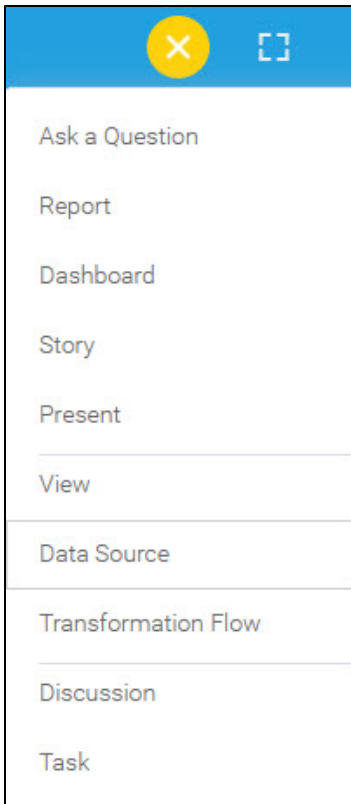 Ask a Question
Report
Dashboard
Story
Present
View
Data Source
Transformation Flow
Discussion
Task